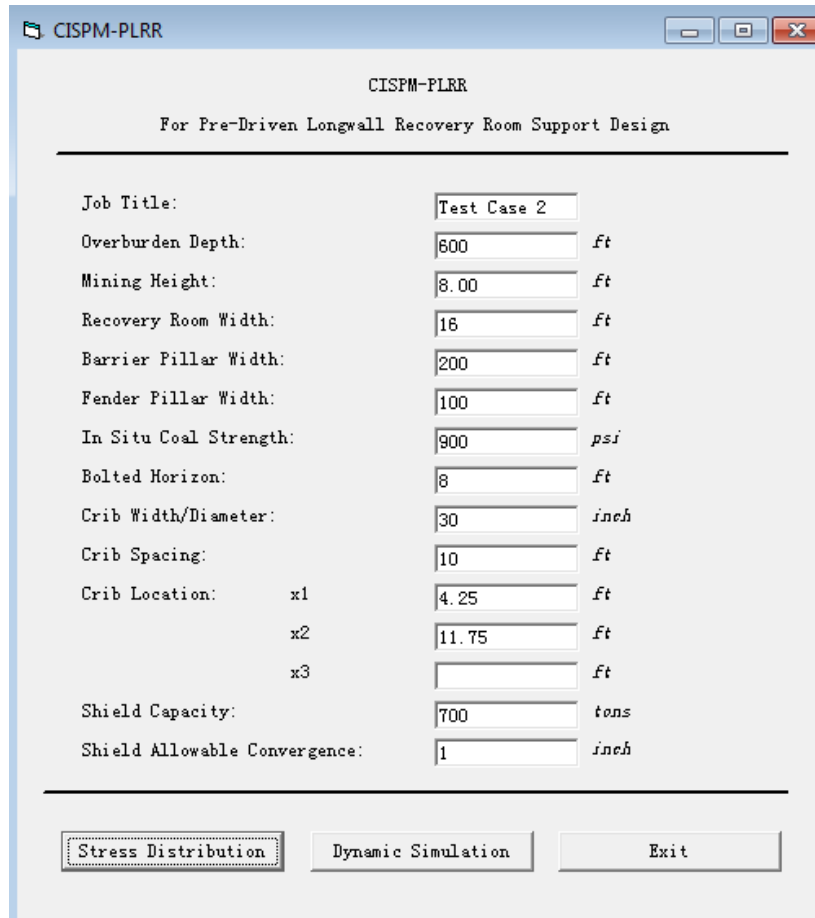 CISPM-PLRR
CISPM-PLRR
For Pre-Driven Longwall Recovery Room Support Design
Job Title: Test Case 2
Overburden Depth: 600 ft
Mining Height: 8.00 ft
Recovery Room Width: 16 ft
Barrier Pillar Width: 200 ft
Fender Pillar Width: 100 ft
In Situ Coal Strength: 900 psi
Bolted Horizon: 8 ft
Crib Width/Diameter: 30 inch
Crib Spacing: 10 ft
Crib Location: x1 4.25 ft
x2 11.75 ft
x3 ft
Shield Capacity: 700 tons
Shield Allowable Convergence: 1 inch
Stress Distribution Dynamic Simulation Exit